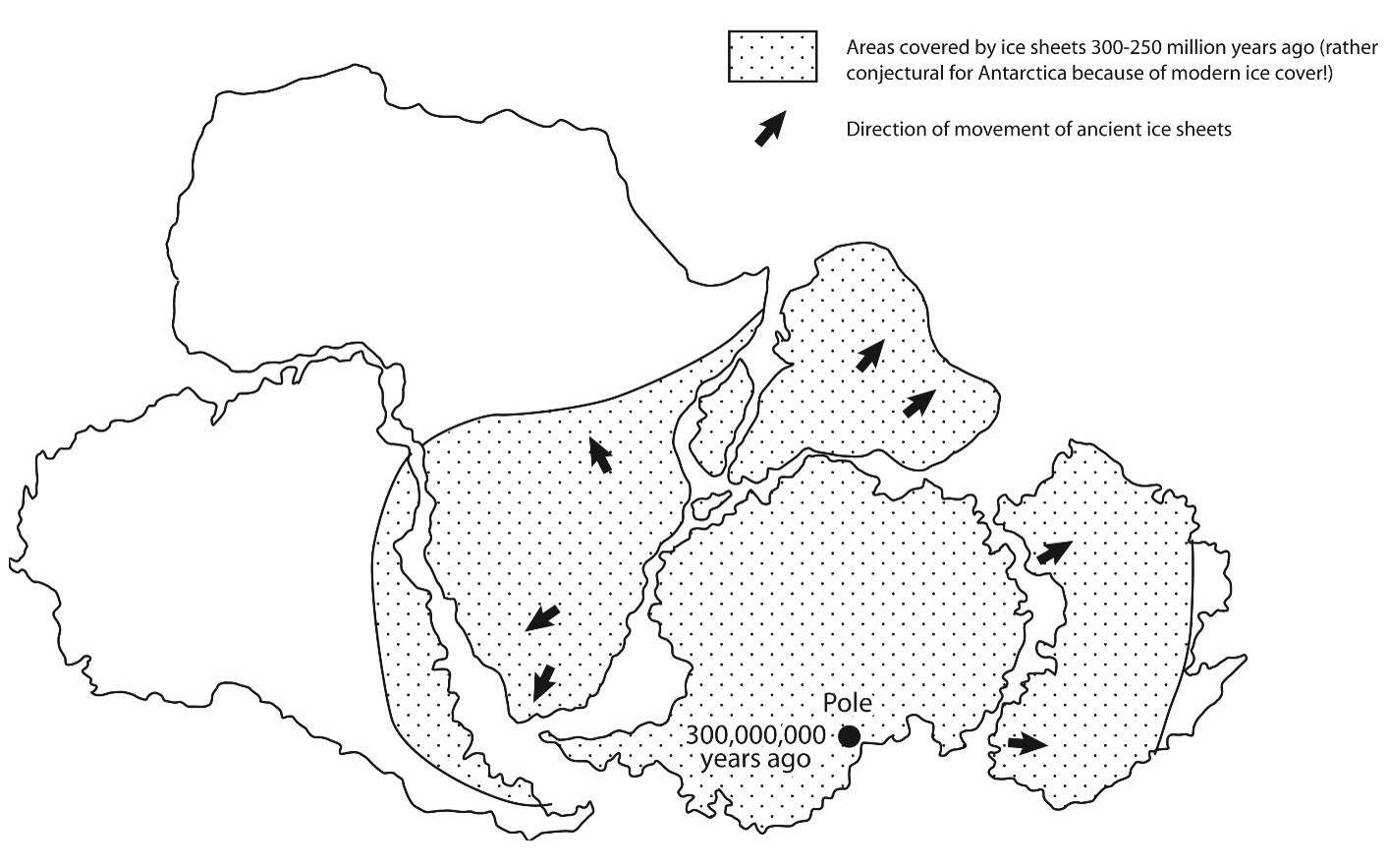 Areas covered by ice sheets 300-250 million years ago (rather
conjectural for Antarctica because of modern ice cover!)
Direction of movement of ancient ice sheets
Pole
300,000,000
years ago